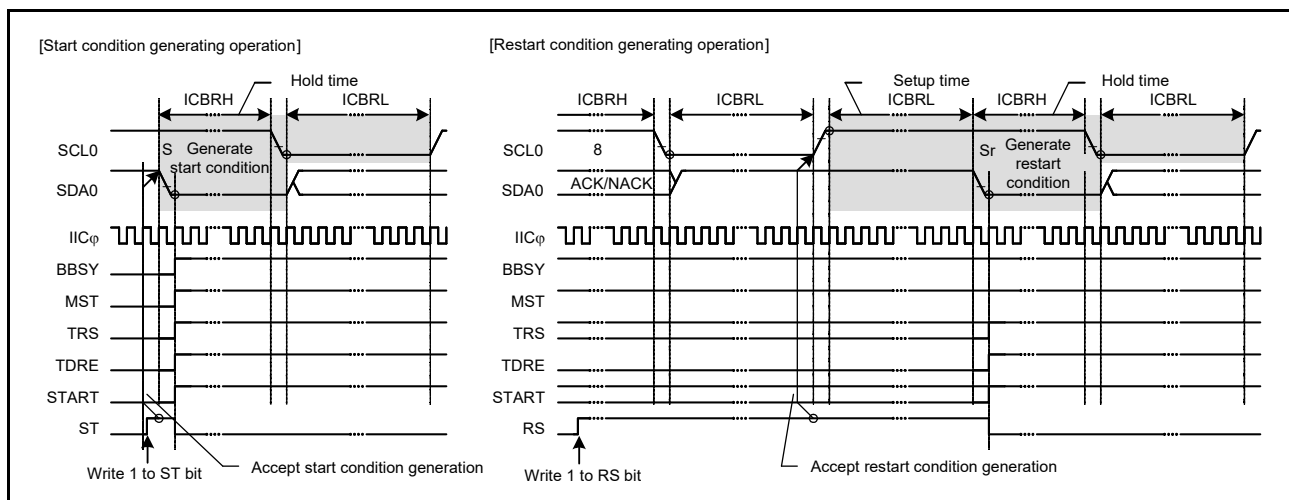 [Start condition generating operation]
[Restart condition generating operation]
Hold time
ICBRH
ICBRL
Setup time
Hold time
ICBRH
ICBRL
ICBRL
ICBRH
ICBRL
SCL0
S
Generate
start condition
SCL0
8
Sr
Generate
restart
condition
SDA0
SDA0
ACK/NACK
IICφ
IICφ
BBSY
BBSY
MST
MST
TRS
TRS
TDRE
TDRE
START
START
ST
RS
Write 1 to ST bit
Accept start condition generation
Write 1 to RS bit
Accept restart condition generation